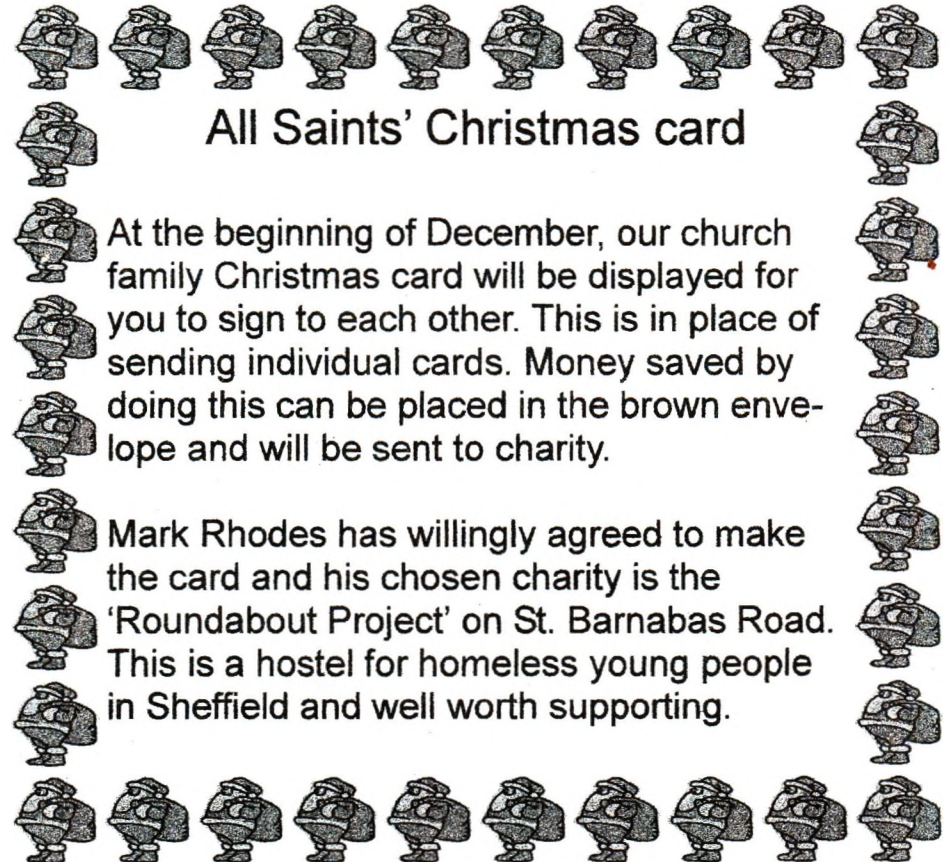 All Saints’ Christmas card
At the beginning of December, our church
family Christmas card will be displayed for
you to sign to each other. This is in place of
sending individual cards. Money saved by
doing this can be placed in the brown enve-
lope and will be sent to charity.
Mark Rhodes has willingly agreed to make
the card and his chosen charity is the
‘Roundabout Project’ on St. Barnabas Road.
This is a hostel for homeless young people
in Sheffield and well worth supporting.